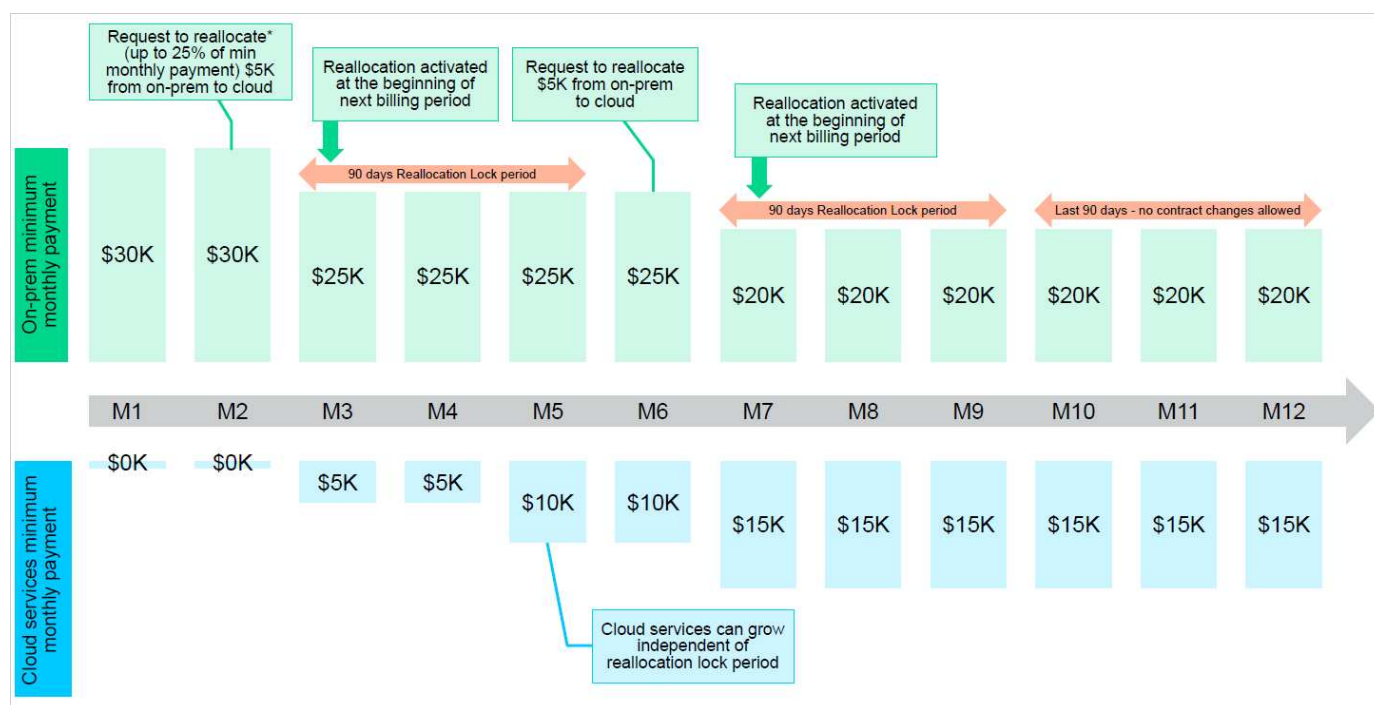 Request to reallocate*
(up to 25% of min
monthly payment) $5K
from on-prem to cloud
Reallocation activated
at the beginning of
next billing period
Request to reallocate
$5K from on-prem
to cloud
Reallocation activated
at the beginning of
next billing period
On-prem minimum
monthly payment
90 days Reallocation Lock period
90 days Reallocation Lock period
Last 90 days - no contract changes allowed
$30K $30K $25K $25K $25K $25K $20K $20K $20K $20K $20K $20K
M1 M2 M3 M4 M5 M6 M7 M8 M9 M10 M11 M12
Cloud services minimum
monthly payment
$0K $0K $5K $5K $10K $10K $15K $15K $15K $15K $15K $15K
Cloud services can grow
independent of
reallocation lock period